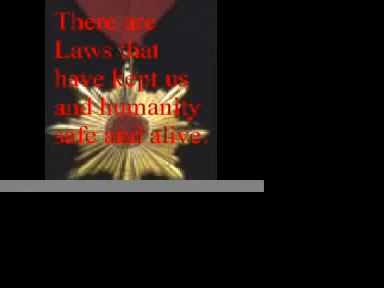 There are
Laws that
have kept us
and humanity
safe and alive.